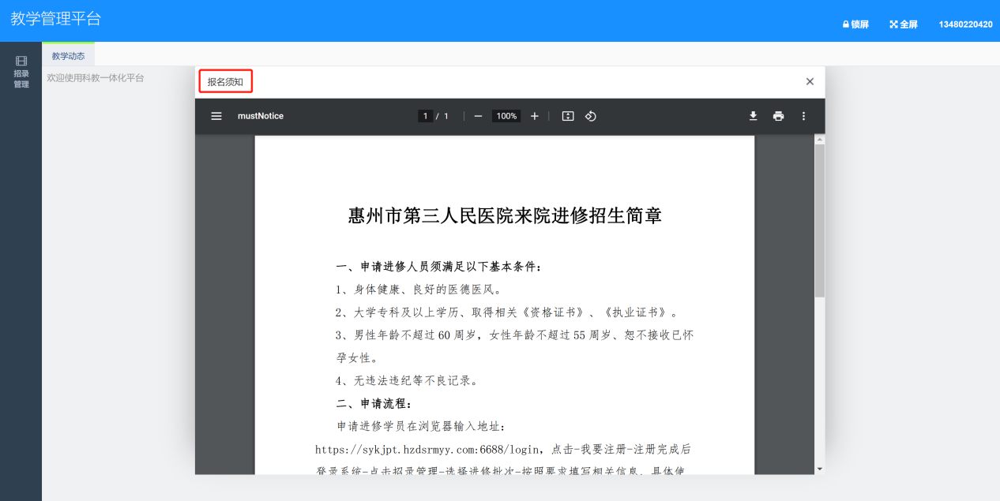 教学管理平台
锁屏 全屏 13480220420
招录
管理
教学动态
欢迎使用科教一体化平台
报名须知
mustNotice 1 / 1 100%
惠州市第三人民医院来院进修招生简章
一、申请进修人员须满足以下基本条件：
1、身体健康、良好的医德医风。
2、大学专科及以上学历、取得相关《资格证书》、《执业证书》。
3、男性年龄不超过 60 周岁，女性年龄不超过 55 周岁、恕不接收已怀
孕女性。
4、无违法违纪等不良记录。
二、申请流程：
申请进修学员在浏览器输入地址：
https://sykjpt.hzdsrmyy.com:6688/login，点击-我要注册-注册完成后
登录系统-点击招录管理-选择进修批次-按照要求填写相关信息。具体使